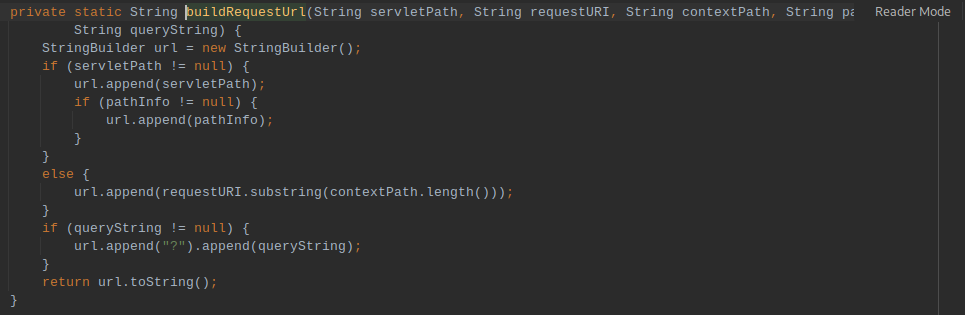 private static String buildRequestUrl(String servletPath, String requestURI, String contextPath, String pa Reader Mode
String queryString) {
StringBuilder url = new StringBuilder();
if (servletPath != null) {
url.append(servletPath);
if (pathInfo != null) {
url.append(pathInfo);
}
}
else {
url.append(requestURI.substring(contextPath.length()));
}
if (queryString != null) {
url.append("?").append(queryString);
}
return url.toString();
}